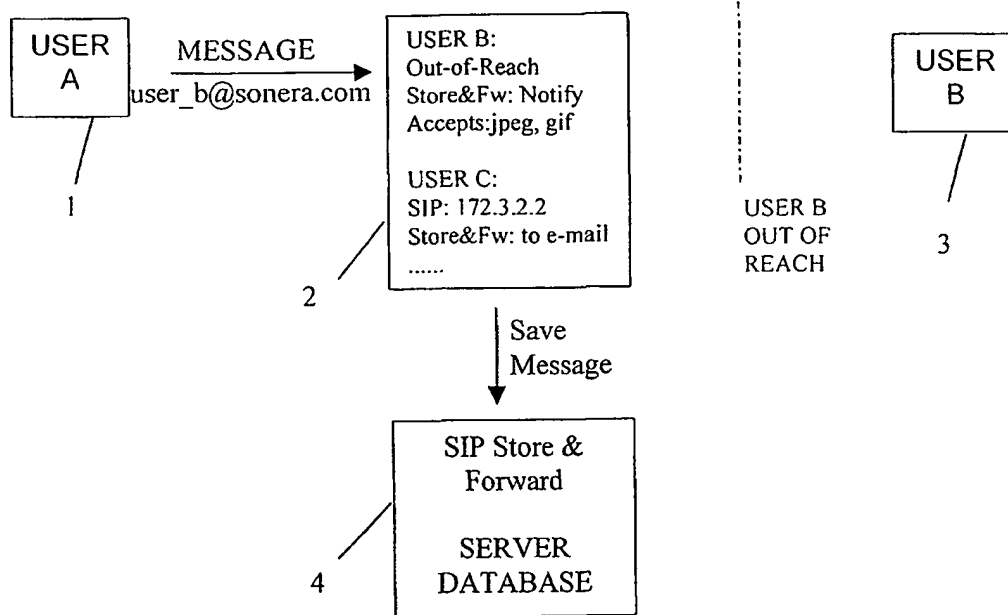 USER
A
MESSAGE
user_b@sonera.com
1
USER B:
Out-of-Reach
Store&Fw: Notify
Accepts:jpeg, gif
USER C:
SIP: 172.3.2.2
Store&Fw: to e-mail
......
2
USER B
OUT OF
REACH
USER
B
3
Save
Message
SIP Store &
Forward
SERVER
DATABASE
4